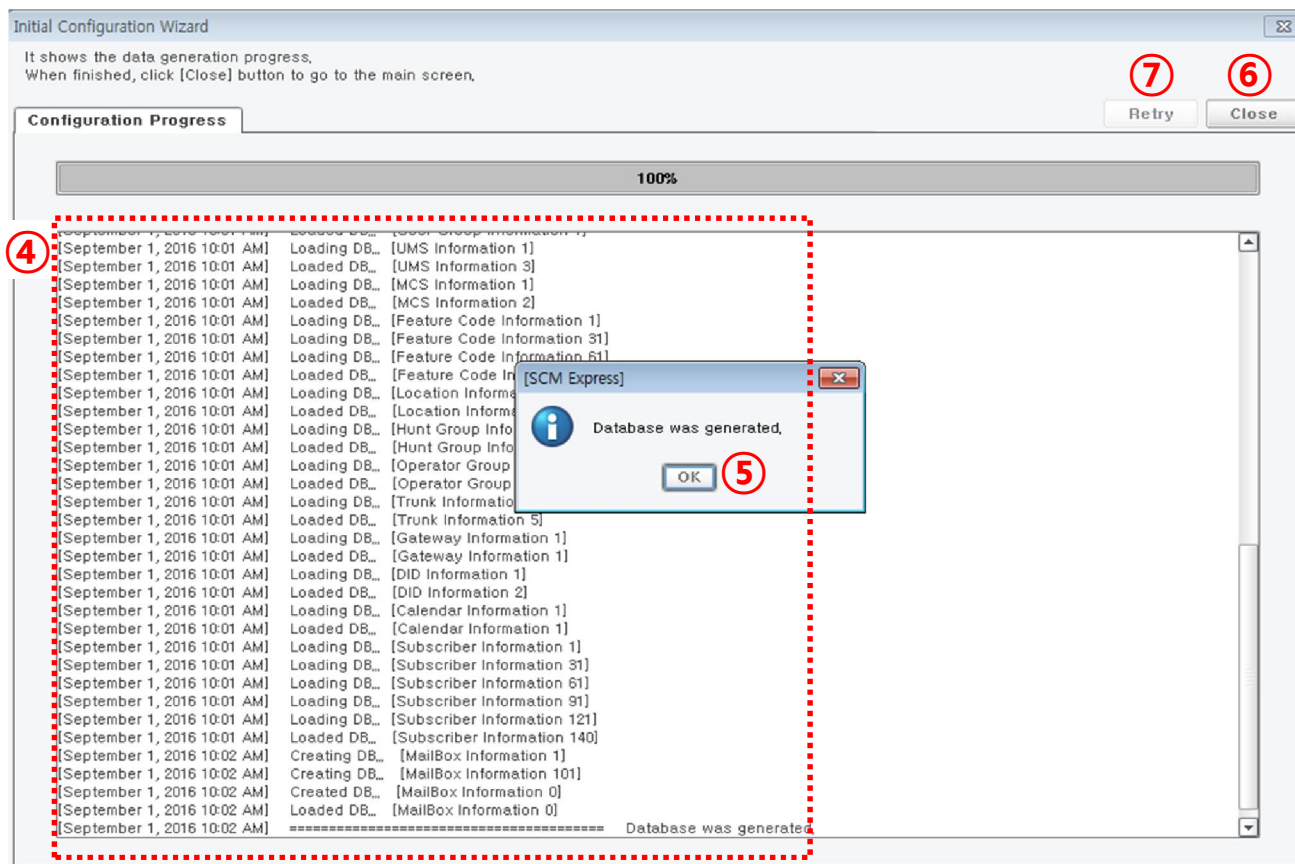 Initial Configuration Wizard
It shows the data generation progress,
When finished, click [Close] button to go to the main screen,
⑦ ⑥
Configuration Progress
Retry Close
100%
④
[September 1, 2016 10:01 AM] Loading DB... [UMS Information 1]
[September 1, 2016 10:01 AM] Loaded DB... [UMS Information 3]
[September 1, 2016 10:01 AM] Loading DB... [MCS Information 1]
[September 1, 2016 10:01 AM] Loaded DB... [MCS Information 2]
[September 1, 2016 10:01 AM] Loading DB... [Feature Code Information 1]
[September 1, 2016 10:01 AM] Loading DB... [Feature Code Information 31]
[September 1, 2016 10:01 AM] Loading DB... [Feature Code Information 61]
[September 1, 2016 10:01 AM] Loaded DB... [Feature Code In
[September 1, 2016 10:01 AM] Loading DB... [Location Informa
[September 1, 2016 10:01 AM] Loaded DB... [Location Informa
[September 1, 2016 10:01 AM] Loading DB... [Hunt Group Info
[September 1, 2016 10:01 AM] Loaded DB... [Hunt Group Info
[September 1, 2016 10:01 AM] Loading DB... [Operator Group
[September 1, 2016 10:01 AM] Loaded DB... [Operator Group
[September 1, 2016 10:01 AM] Loading DB... [Trunk Informatio
[September 1, 2016 10:01 AM] Loaded DB... [Trunk Information 5]
[September 1, 2016 10:01 AM] Loading DB... [Gateway Information 1]
[September 1, 2016 10:01 AM] Loaded DB... [Gateway Information 1]
[September 1, 2016 10:01 AM] Loading DB... [DID Information 1]
[September 1, 2016 10:01 AM] Loaded DB... [DID Information 2]
[September 1, 2016 10:01 AM] Loading DB... [Calendar Information 1]
[September 1, 2016 10:01 AM] Loaded DB... [Calendar Information 1]
[September 1, 2016 10:01 AM] Loading DB... [Subscriber Information 1]
[September 1, 2016 10:01 AM] Loading DB... [Subscriber Information 31]
[September 1, 2016 10:01 AM] Loading DB... [Subscriber Information 61]
[September 1, 2016 10:01 AM] Loading DB... [Subscriber Information 91]
[September 1, 2016 10:01 AM] Loading DB... [Subscriber Information 121]
[September 1, 2016 10:01 AM] Loaded DB... [Subscriber Information 140]
[September 1, 2016 10:02 AM] Creating DB... [MailBox Information 1]
[September 1, 2016 10:02 AM] Creating DB... [MailBox Information 101]
[September 1, 2016 10:02 AM] Created DB... [MailBox Information 0]
[September 1, 2016 10:02 AM] Loaded DB... [MailBox Information 0]
[September 1, 2016 10:02 AM] ======================================== Database was generated
[SCM Express]
Database was generated,
OK ⑤